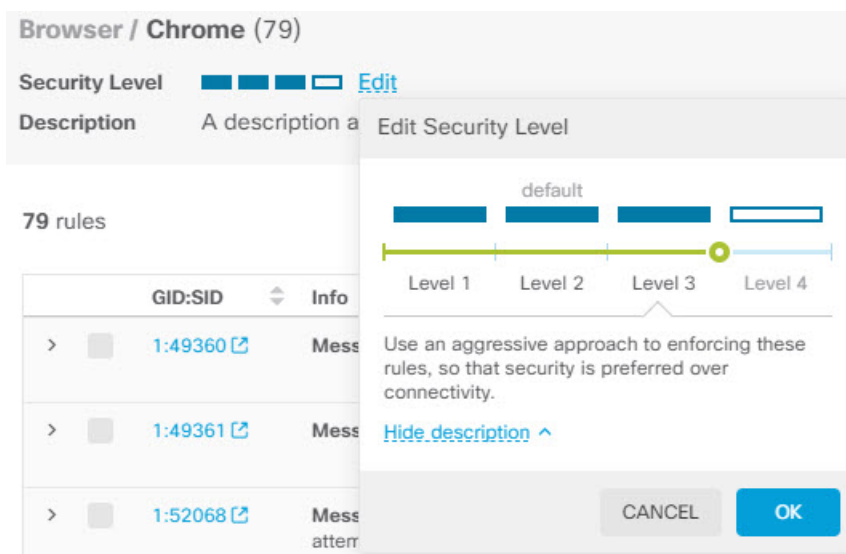 Browser / Chrome (79)
Security Level Edit
Description A description a
Edit Security Level
default
79 rules
Level 1 Level 2 Level 3 Level 4
GID:SID Info
Use an aggressive approach to enforcing these
rules, so that security is preferred over
connectivity.
Hide description
1:49360 Mess
1:49361 Mess
1:52068 Mess
attem
CANCEL OK